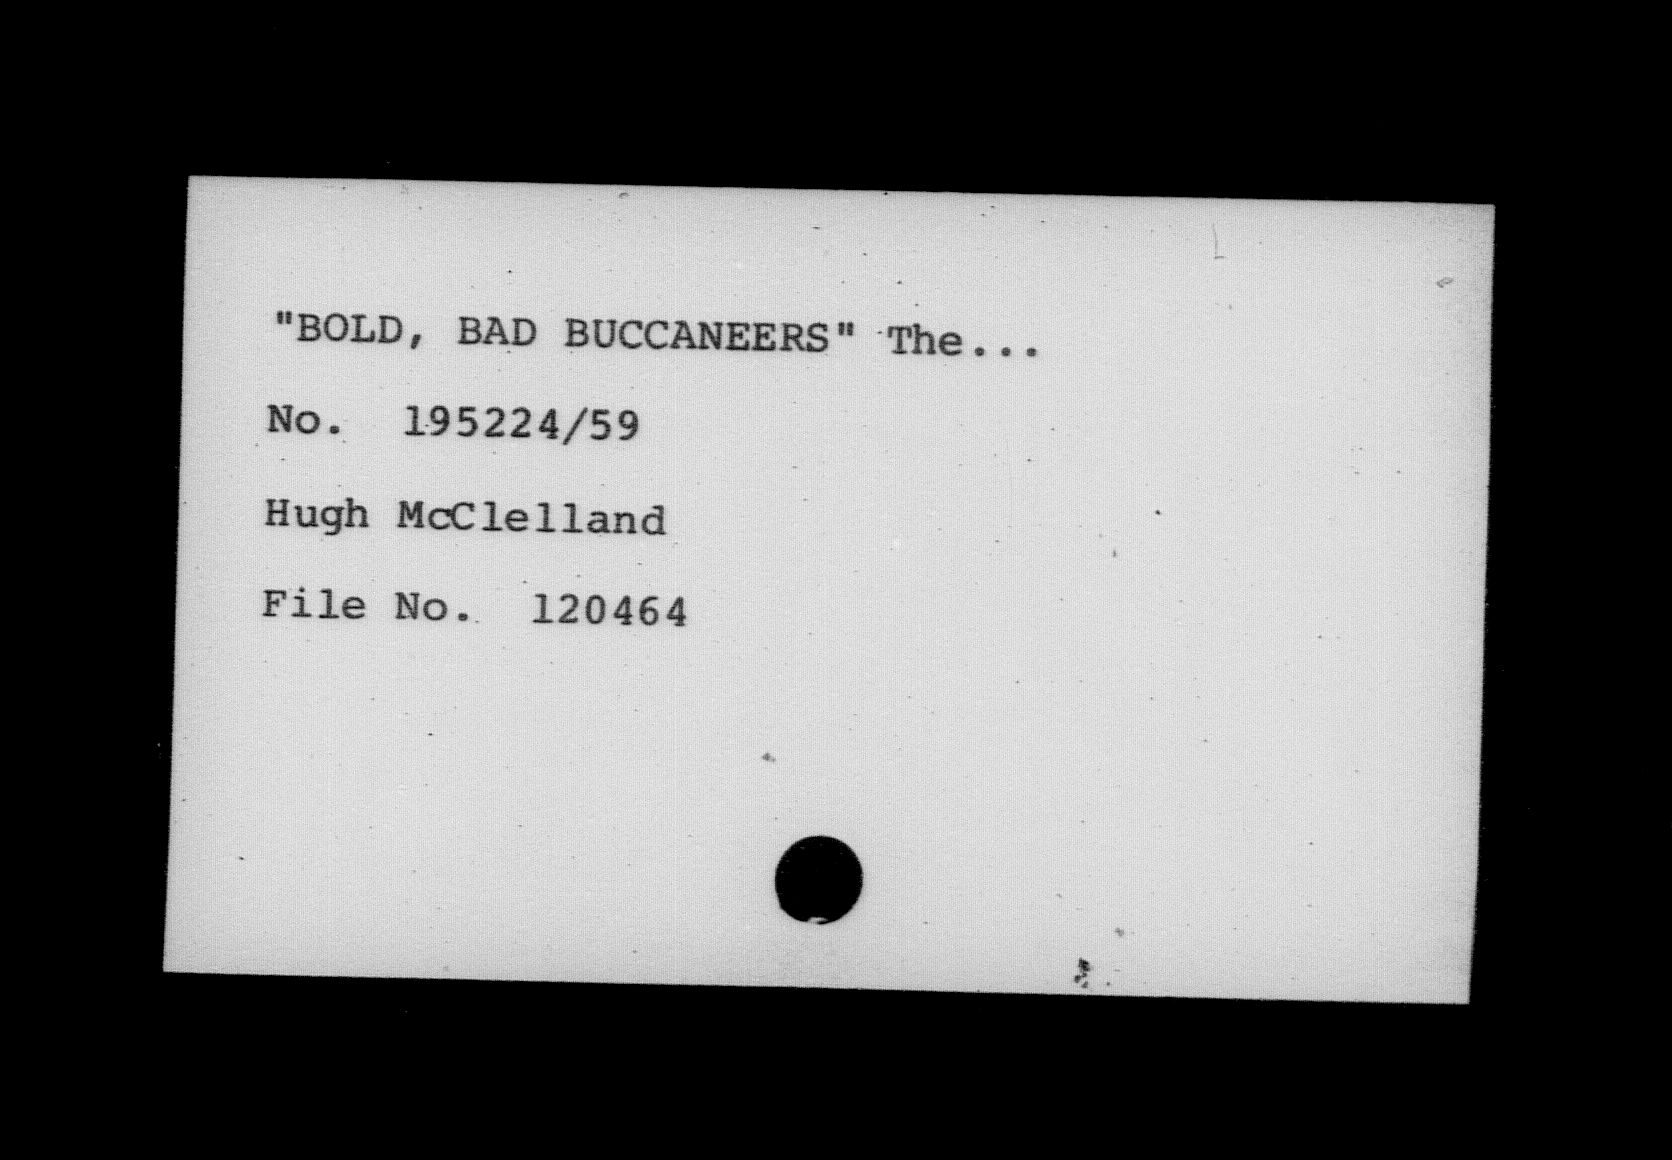 "BOLD, BAD BUCCANEERS" The...
No. 195224/59
Hugh McClelland
File No. 120464